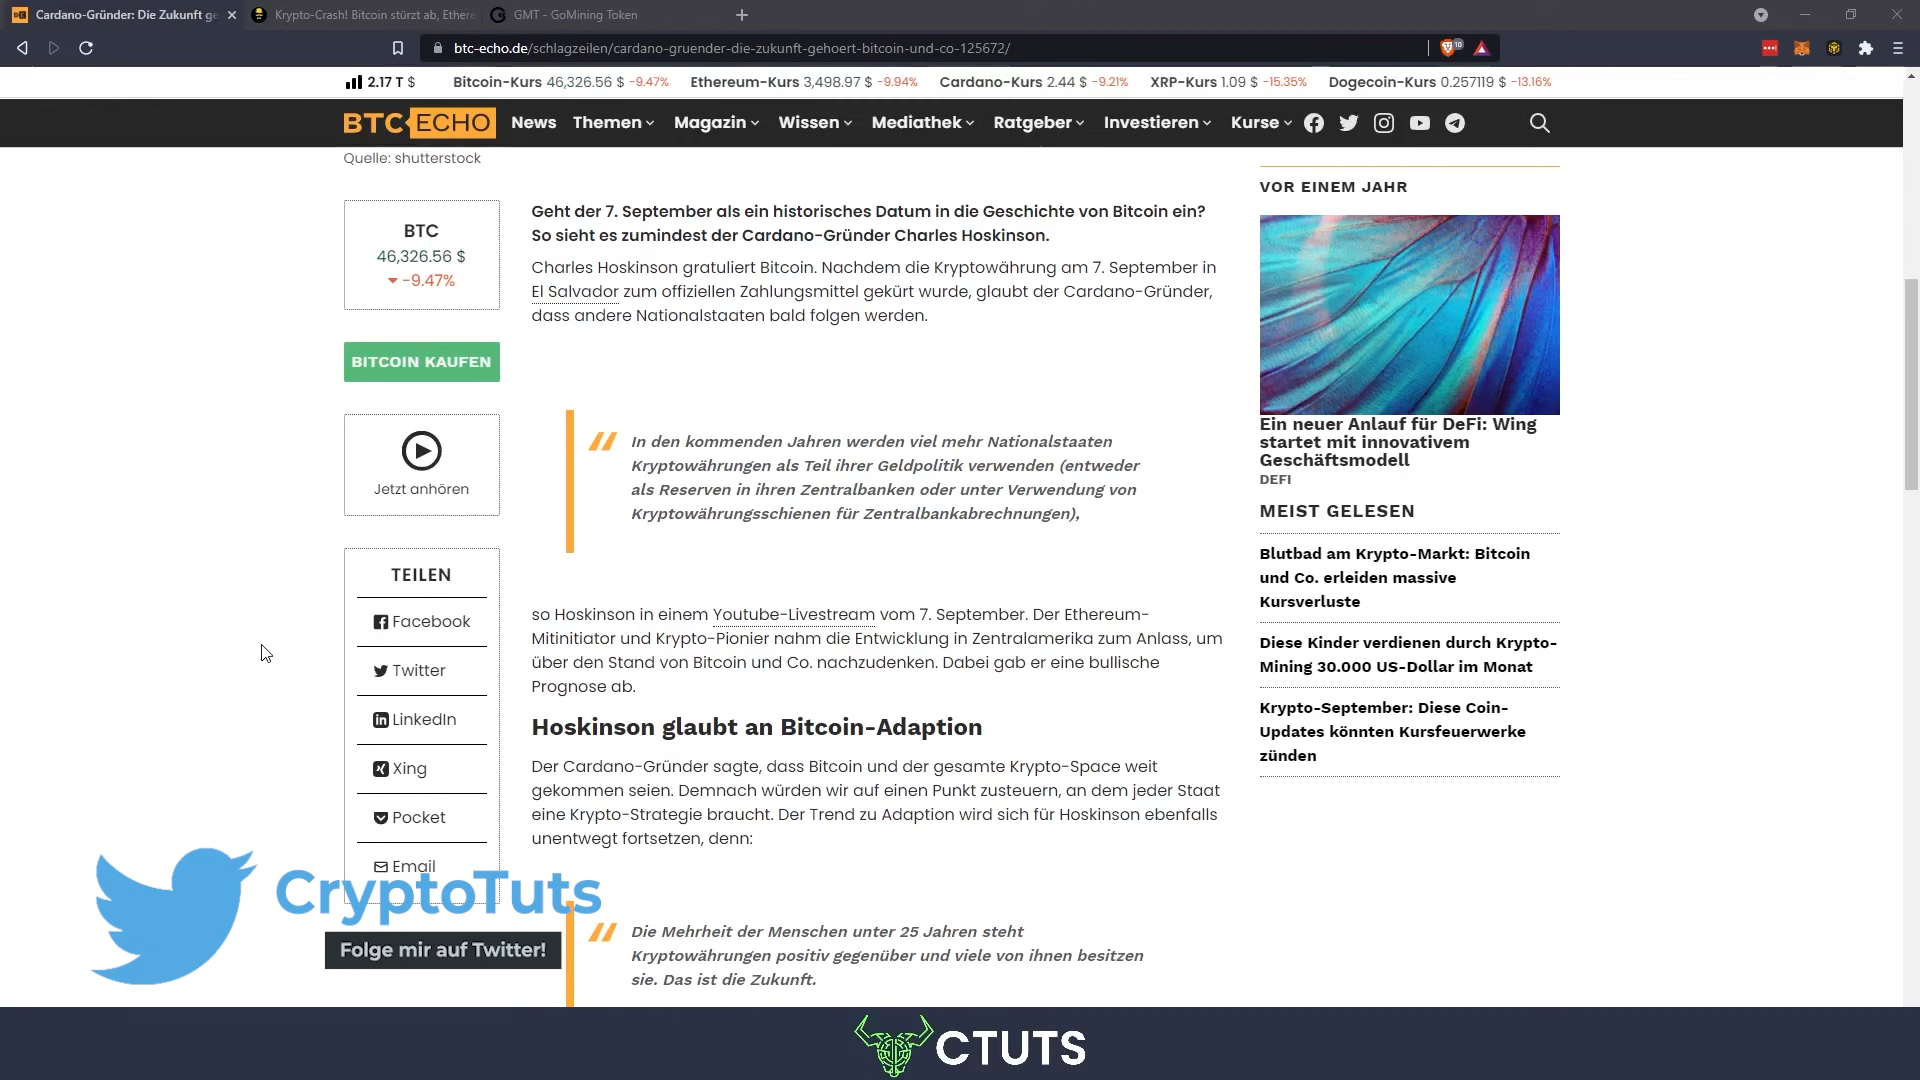 Cardano-Gründer: Die Zukunft ge
Krypto-Crash! Bitcoin stürzt ab, Ethere
GMT - GoMining Token
btc-echo.de/schlagzeilen/cardano-gruender-die-zukunft-gehoert-bitcoin-und-co-125672/
10
2.17 T $
Bitcoin-Kurs 46,326.56 $ -9.47%
Ethereum-Kurs 3,498.97 $ -9.94%
Cardano-Kurs 2.44 $ -9.21%
XRP-Kurs 1.09 $ -15.35%
Dogecoin-Kurs 0.257119 $ -13.16%
BTC ECHO
News Themen Magazin Wissen Mediathek Ratgeber Investieren Kurse
Quelle: shutterstock
BTC
46,326.56 $
-9.47%
BITCOIN KAUFEN
Jetzt anhören
TEILEN
Facebook
Twitter
LinkedIn
Xing
Pocket
Email
Geht der 7. September als ein historisches Datum in die Geschichte von Bitcoin ein?
So sieht es zumindest der Cardano-Gründer Charles Hoskinson.
Charles Hoskinson gratuliert Bitcoin. Nachdem die Kryptowährung am 7. September in
El Salvador zum offiziellen Zahlungsmittel gekürt wurde, glaubt der Cardano-Gründer,
dass andere Nationalstaaten bald folgen werden.
In den kommenden Jahren werden viel mehr Nationalstaaten
Kryptowährungen als Teil ihrer Geldpolitik verwenden (entweder
als Reserven in ihren Zentralbanken oder unter Verwendung von
Kryptowährungsschienen für Zentralbankabrechnungen),
so Hoskinson in einem Youtube-Livestream vom 7. September. Der Ethereum-
Mitinitiator und Krypto-Pionier nahm die Entwicklung in Zentralamerika zum Anlass, um
über den Stand von Bitcoin und Co. nachzudenken. Dabei gab er eine bullische
Prognose ab.
Hoskinson glaubt an Bitcoin-Adaption
Der Cardano-Gründer sagte, dass Bitcoin und der gesamte Krypto-Space weit
gekommen seien. Demnach würden wir auf einen Punkt zusteuern, an dem jeder Staat
eine Krypto-Strategie braucht. Der Trend zu Adaption wird sich für Hoskinson ebenfalls
unentwegt fortsetzen, denn:
Die Mehrheit der Menschen unter 25 Jahren steht
Kryptowährungen positiv gegenüber und viele von ihnen besitzen
sie. Das ist die Zukunft.
VOR EINEM JAHR
Ein neuer Anlauf für DeFi: Wing
startet mit innovativem
Geschäftsmodell
DEFI
MEIST GELESEN
Blutbad am Krypto-Markt: Bitcoin
und Co. erleiden massive
Kursverluste
Diese Kinder verdienen durch Krypto-
Mining 30.000 US-Dollar im Monat
Krypto-September: Diese Coin-
Updates könnten Kursfeuerwerke
zünden
CryptoTuts
Folge mir auf Twitter!
CTUTS